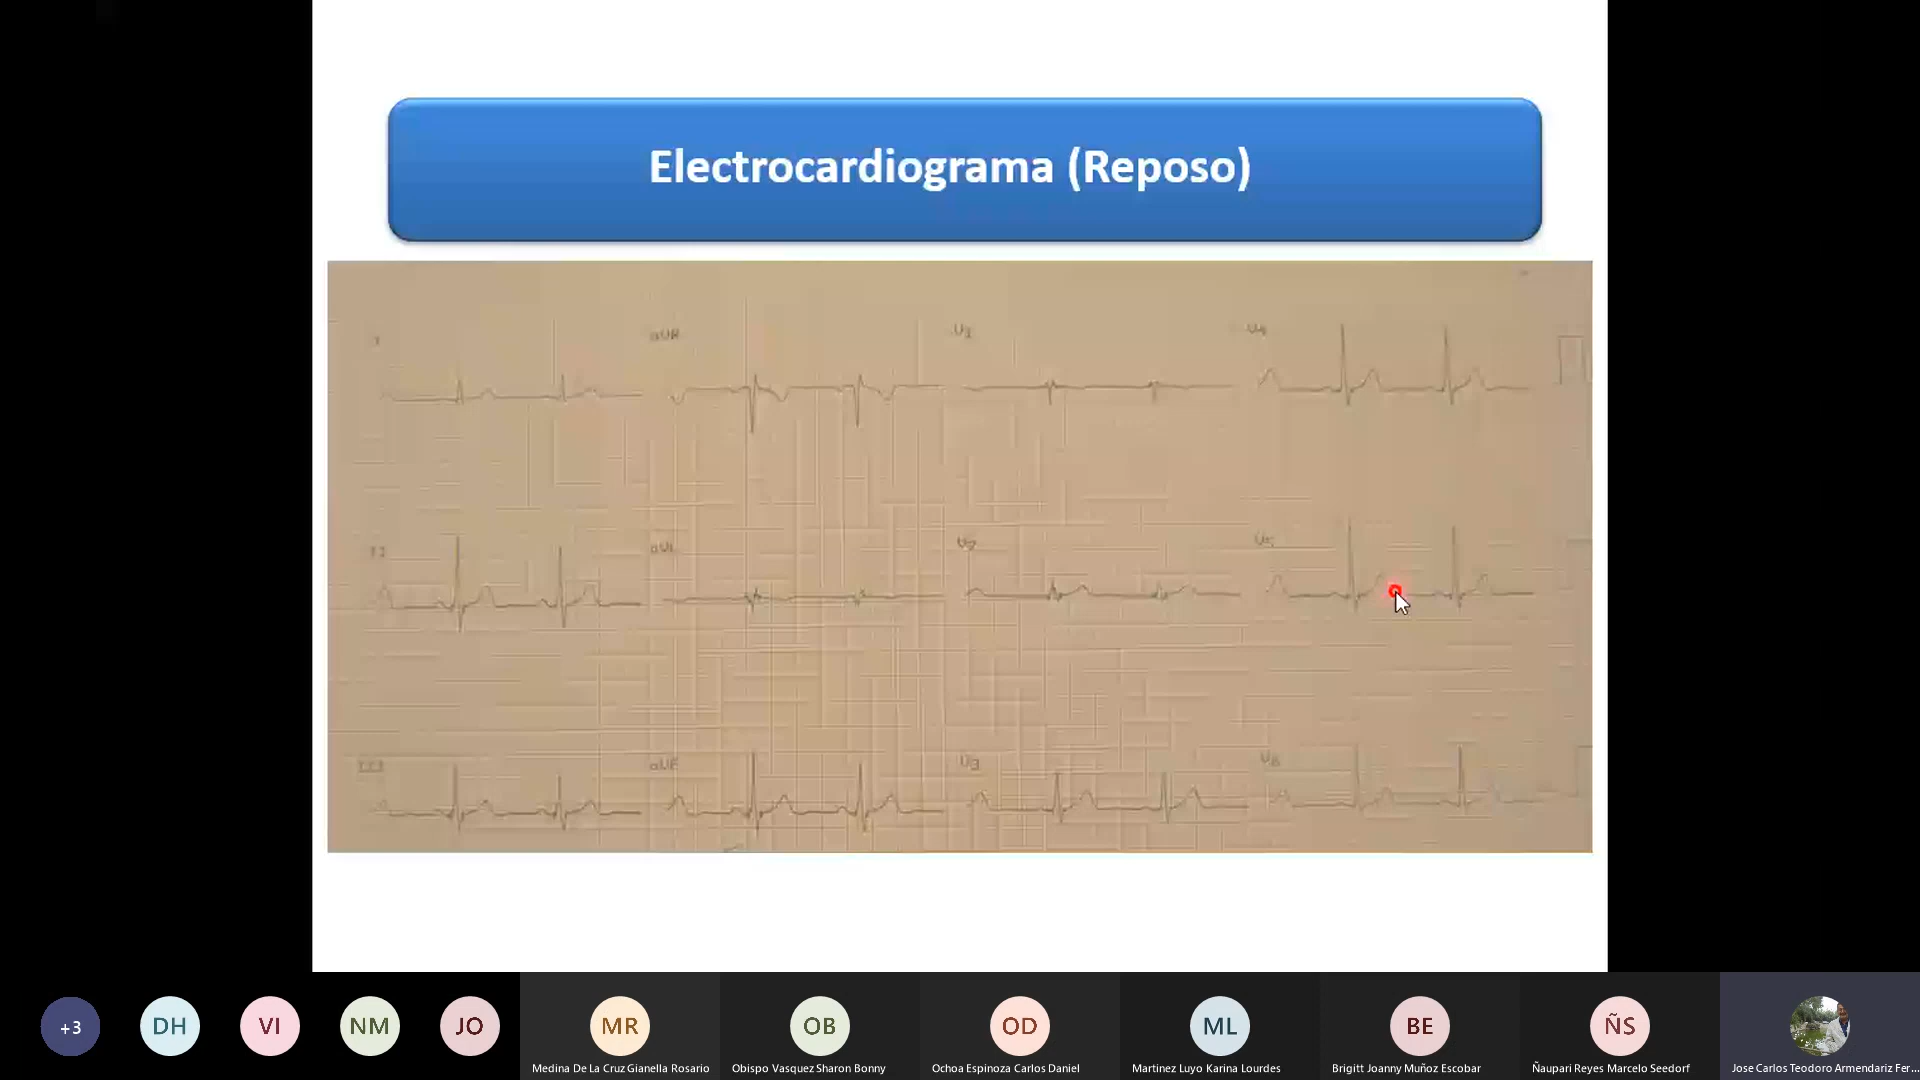 Electrocardiograma (Reposo)
I
aVR
V1
V4
II
aVL
V2
V5
III
aVF
V3
V6
+3
DH
VI
NM
JO
MR
OB
OD
ML
BE
ÑS
Medina De La Cruz Gianella Rosario
Obispo Vasquez Sharon Bonny
Ochoa Espinoza Carlos Daniel
Martinez Luyo Karina Lourdes
Brigitt Joanny Muñoz Escobar
Ñaupari Reyes Marcelo Seedorf
Jose Carlos Teodoro Armendariz Fer...